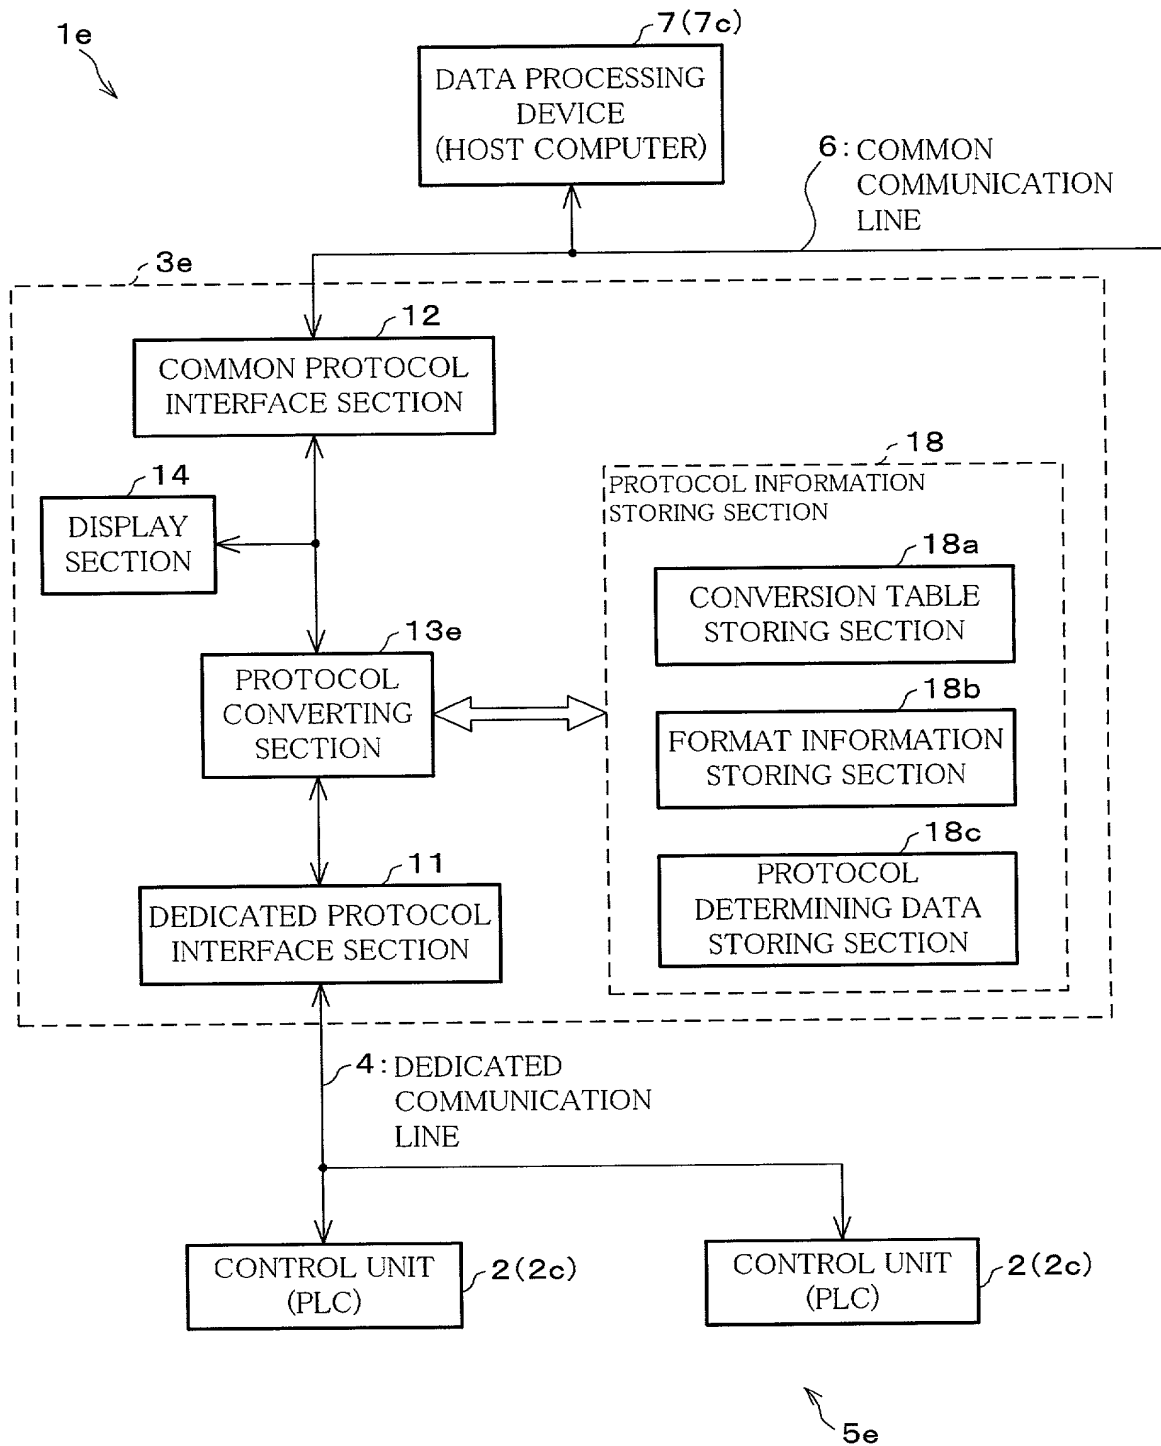 1e
7(7c)
DATA PROCESSING
DEVICE
(HOST COMPUTER)
6: COMMON
COMMUNICATION
LINE
3e
12
COMMON PROTOCOL
INTERFACE SECTION
14
DISPLAY
SECTION
18
PROTOCOL INFORMATION
STORING SECTION
18a
CONVERSION TABLE
STORING SECTION
13e
PROTOCOL
CONVERTING
SECTION
18b
FORMAT INFORMATION
STORING SECTION
18c
PROTOCOL
DETERMINING DATA
STORING SECTION
11
DEDICATED PROTOCOL
INTERFACE SECTION
4: DEDICATED
COMMUNICATION
LINE
CONTROL UNIT
(PLC)
2(2c)
CONTROL UNIT
(PLC)
2(2c)
5e